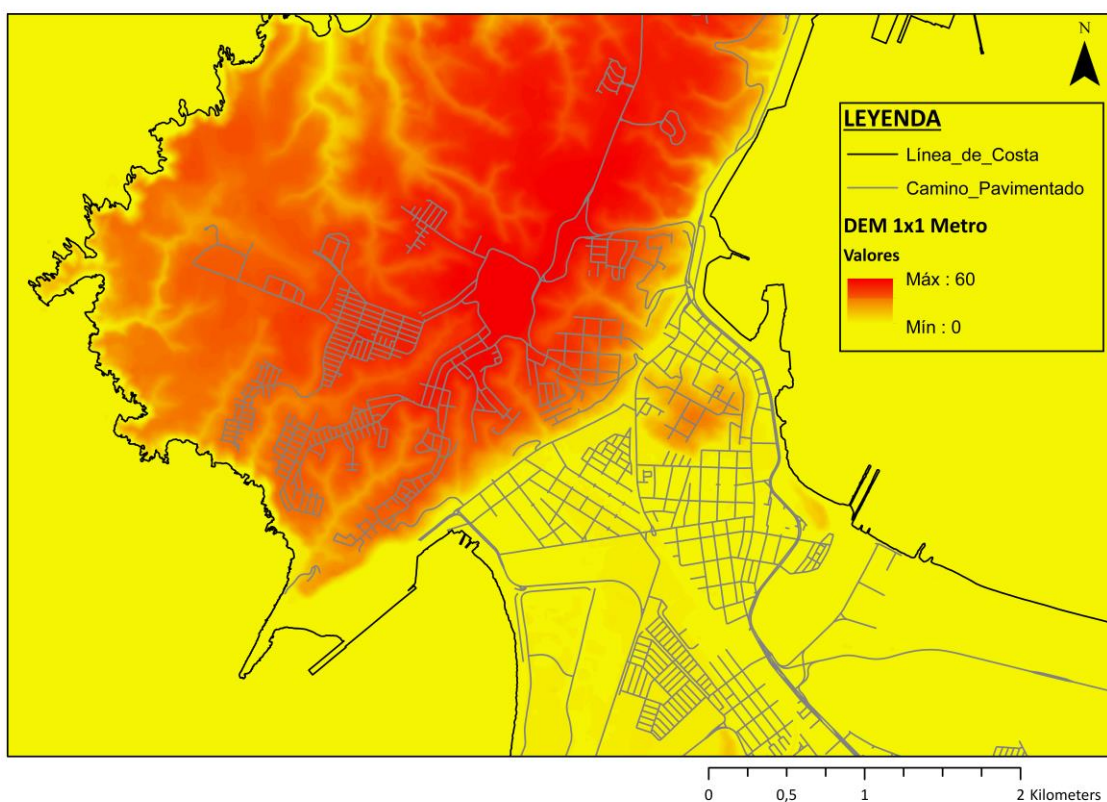 N
LEYENDA
Línea_de_Costa
Camino_Pavimentado
DEM 1x1 Metro
Valores
Máx : 60
Mín : 0
0 0,5 1 2 Kilometers